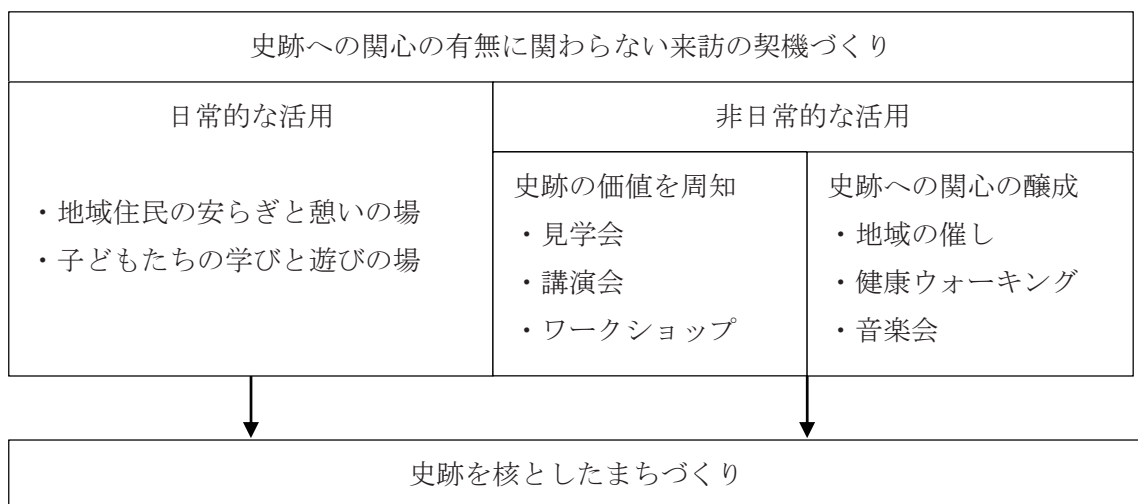 史跡への関心の有無に関わらない来訪の契機づくり
日常的な活用
・地域住民の安らぎと憩いの場
・子どもたちの学びと遊びの場
非日常的な活用
史跡の価値を周知
・見学会
・講演会
・ワークショップ
史跡への関心の醸成
・地域の催し
・健康ウォーキング
・音楽会
史跡を核としたまちづくり